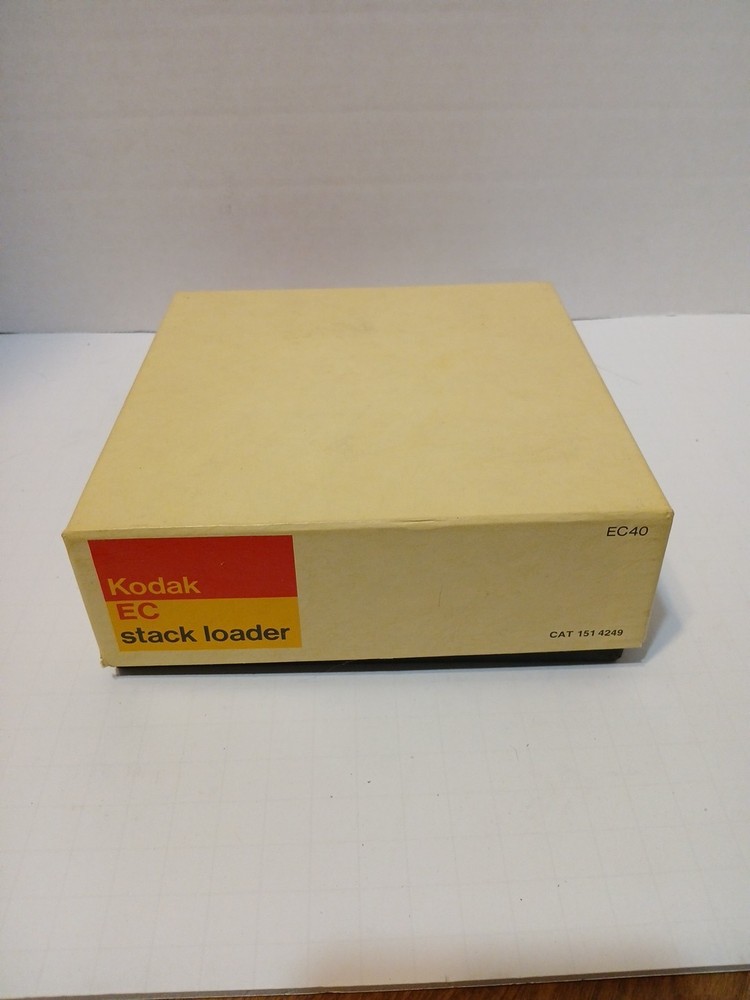 EC40
Kodak
EC
stack loader
CAT 151 4249